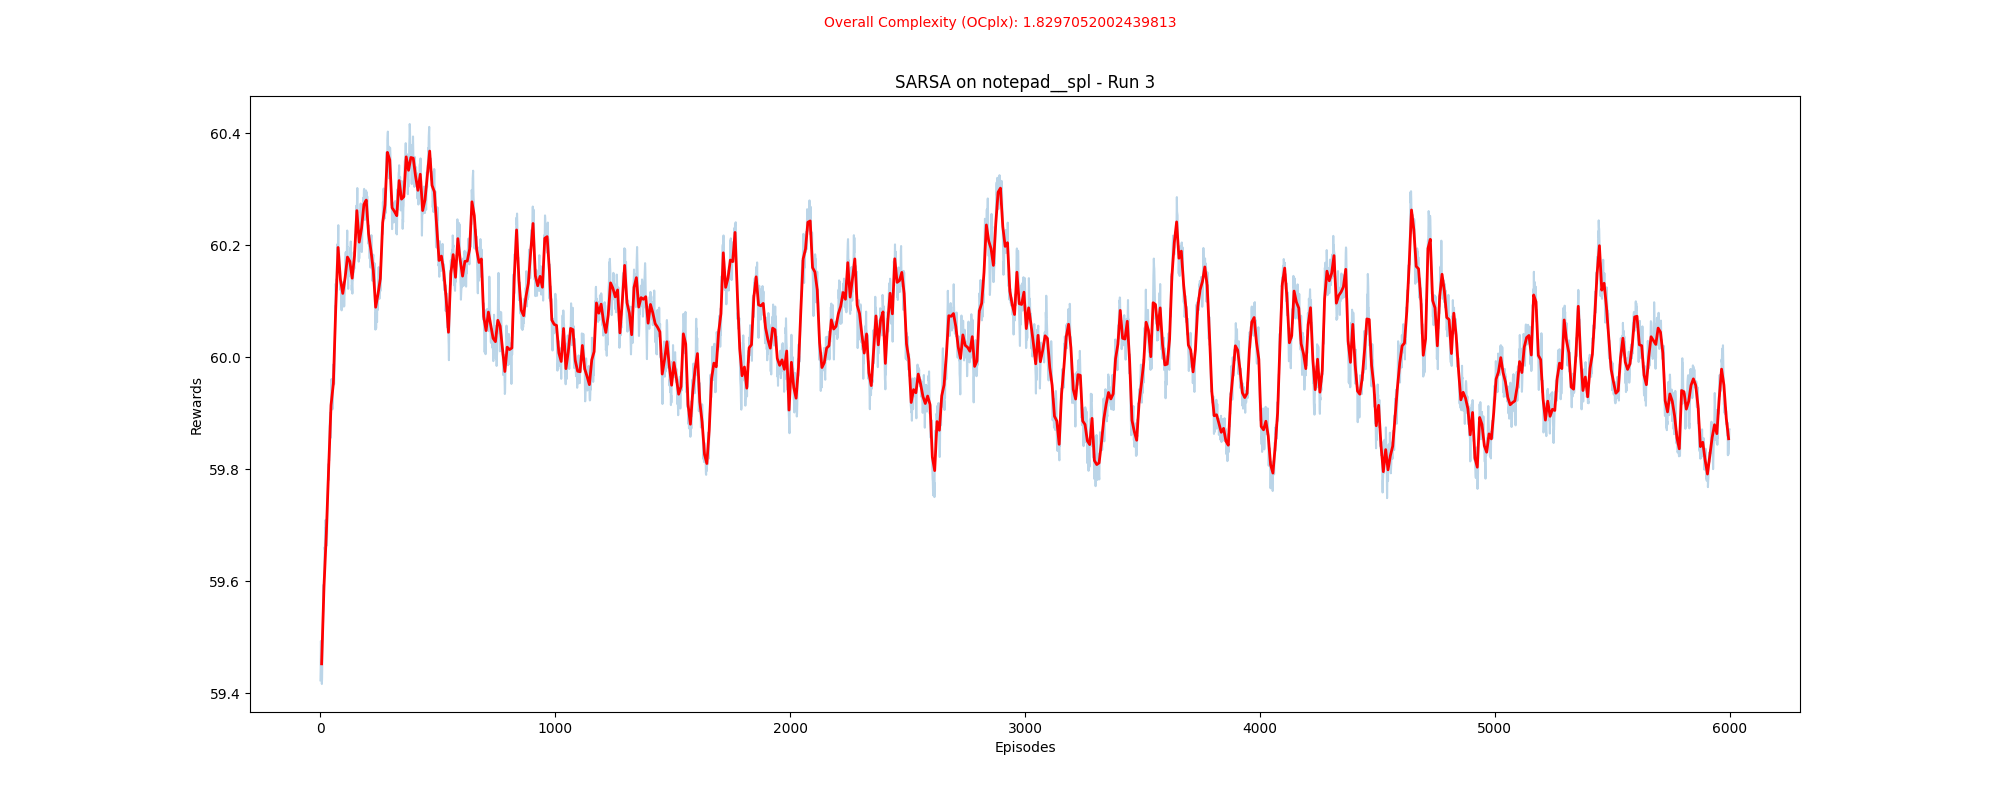 Overall Complexity (OCplx): 1.8297052002439813
SARSA on notepad__spl - Run 3
60.4
60.2
60.0
59.8
59.6
59.4
Rewards
0 1000 2000 3000 4000 5000 6000
Episodes